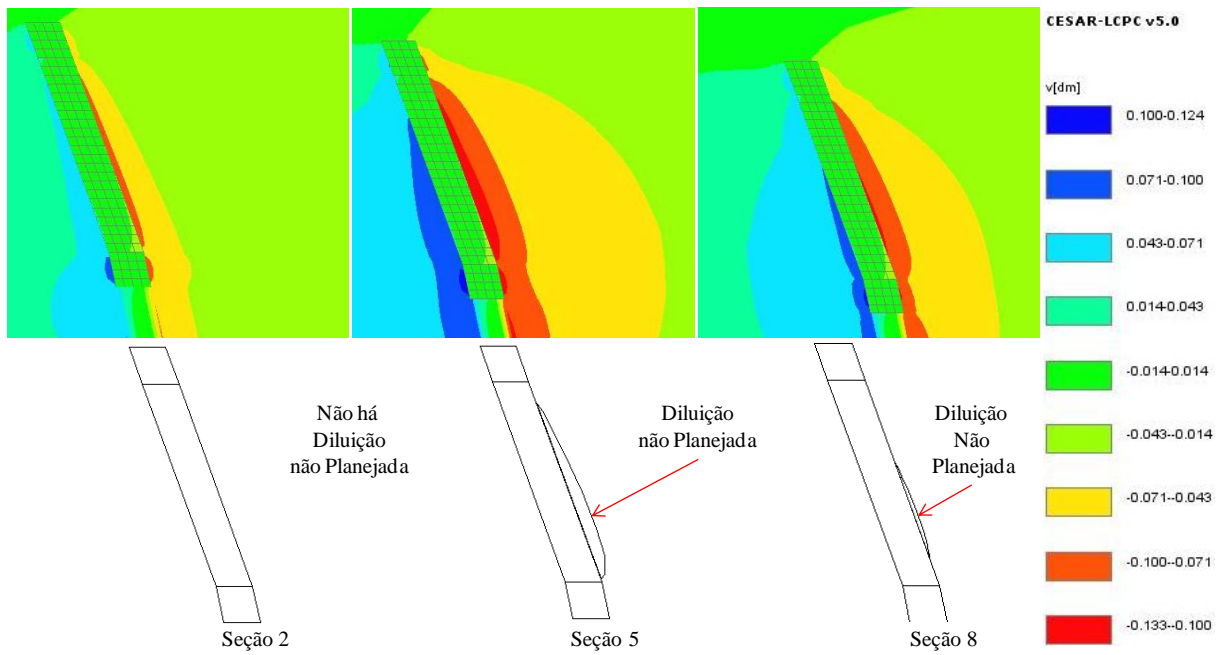 CESAR-LCPC v5.0
v[dm]
0.100-0.124
0.071-0.100
0.043-0.071
0.014-0.043
-0.014-0.014
-0.043--0.014
-0.071--0.043
-0.100--0.071
-0.133--0.100
Não há
Diluição
não Planejada
Diluição
não Planejada
Diluição
Não
Planejada
Seção 2
Seção 5
Seção 8